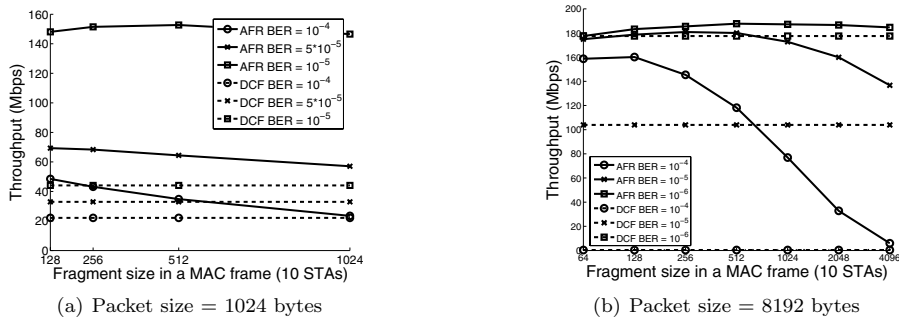 160
140
120
100
80
60
40
20
0
Throughput (Mbps)
AFR BER = 10⁻⁴
AFR BER = 5*10⁻⁵
AFR BER = 10⁻⁵
DCF BER = 10⁻⁴
DCF BER = 5*10⁻⁵
DCF BER = 10⁻⁵
128 256 512 1024
Fragment size in a MAC frame (10 STAs)
(a) Packet size = 1024 bytes
200
180
160
140
120
100
80
60
40
20
0
Throughput (Mbps)
AFR BER = 10⁻⁴
AFR BER = 10⁻⁵
AFR BER = 10⁻⁶
DCF BER = 10⁻⁴
DCF BER = 10⁻⁵
DCF BER = 10⁻⁶
64 128 256 512 1024 2048 4096
Fragment size in a MAC frame (10 STAs)
(b) Packet size = 8192 bytes